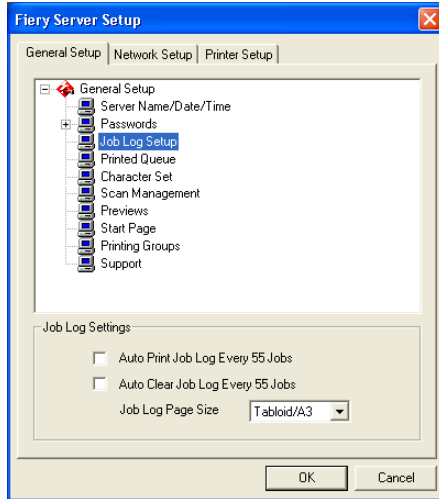 Fiery Server Setup
General Setup Network Setup Printer Setup
General Setup
Server Name/Date/Time
Passwords
Job Log Setup
Printed Queue
Character Set
Scan Management
Previews
Start Page
Printing Groups
Support
Job Log Settings
Auto Print Job Log Every 55 Jobs
Auto Clear Job Log Every 55 Jobs
Job Log Page Size Tabloid/A3
OK Cancel